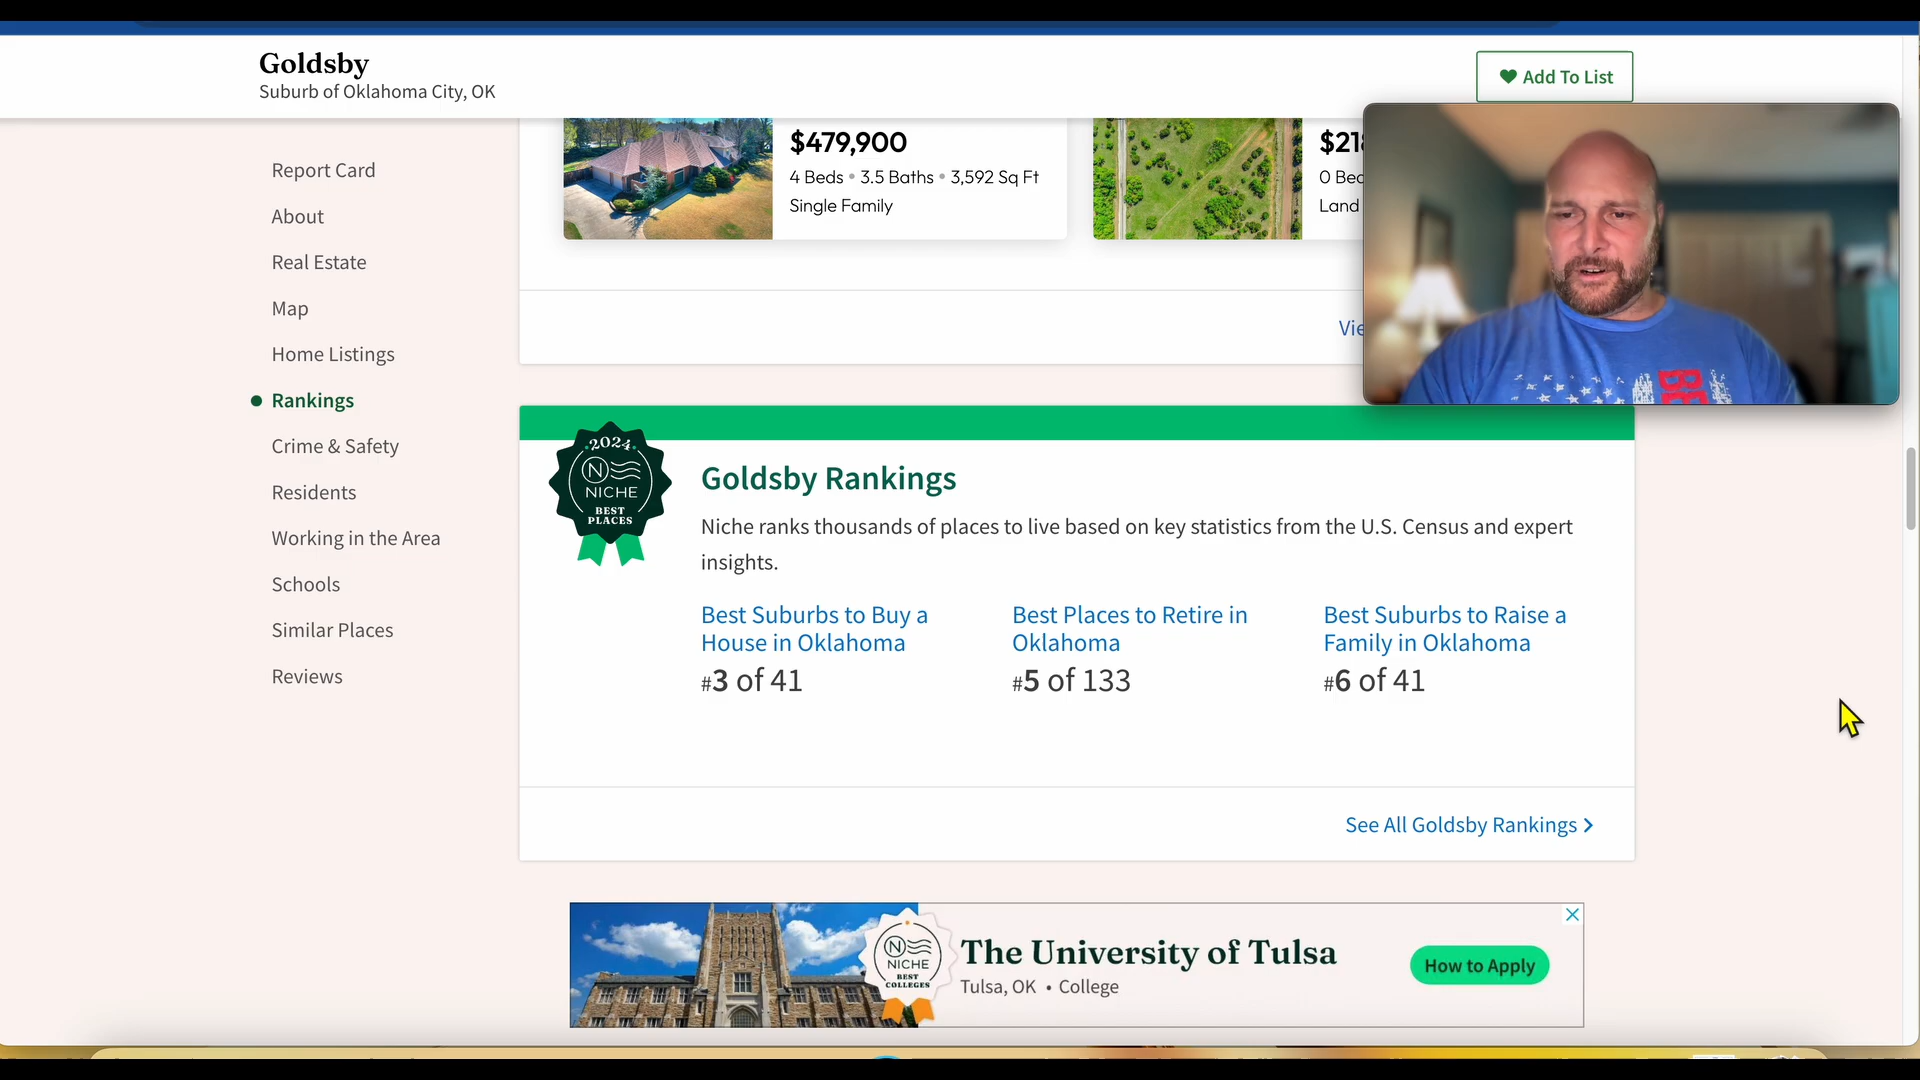 Goldsby
Suburb of Oklahoma City, OK
Add To List
Report Card
About
Real Estate
Map
Home Listings
Rankings
Crime & Safety
Residents
Working in the Area
Schools
Similar Places
Reviews
$479,900
4 Beds • 3.5 Baths • 3,592 Sq Ft
Single Family
$21
0 Bed
Land
Vie
2024
N
NICHE
BEST
PLACES
Goldsby Rankings
Niche ranks thousands of places to live based on key statistics from the U.S. Census and expert
insights.
Best Suburbs to Buy a
House in Oklahoma
#3 of 41
Best Places to Retire in
Oklahoma
#5 of 133
Best Suburbs to Raise a
Family in Oklahoma
#6 of 41
See All Goldsby Rankings
N
NICHE
BEST
COLLEGES
The University of Tulsa
Tulsa, OK • College
How to Apply